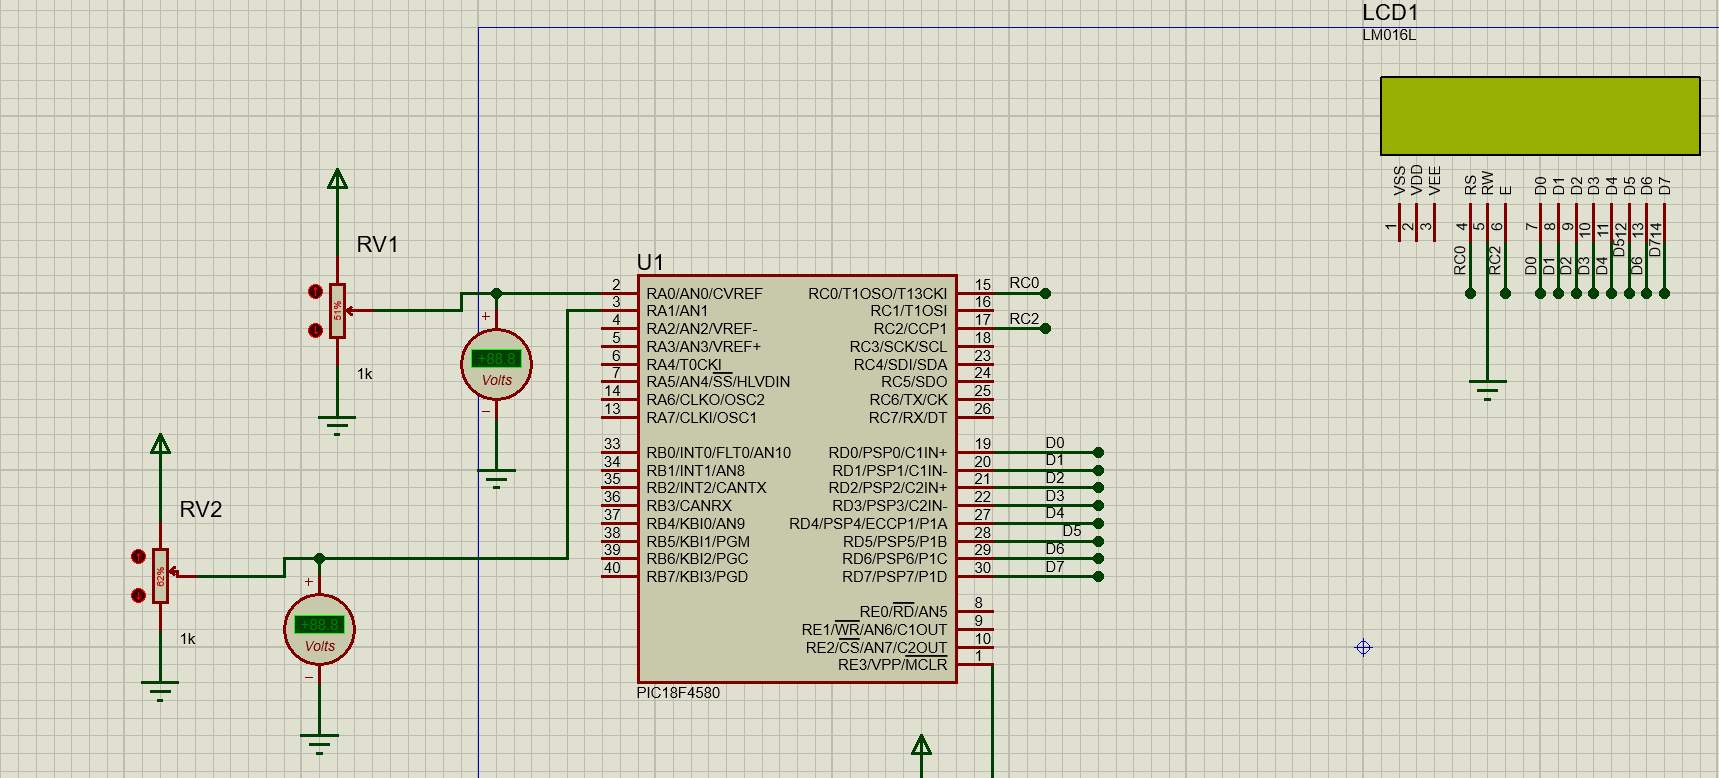 LCD1
LM016L
VSS
VDD
VEE
RS
RW
E
D0
D1
D2
D3
D4
D5
D6
D7
1
2
3
4
5
6
7
8
9
10
11
12
13
14
RC0
RC2
D0
D1
D2
D3
D4
D5
D6
D7
RV1
51%
1k
+88.8
Volts
+
−
RV2
62%
1k
+88.8
Volts
+
−
U1
2 RA0/AN0/CVREF
3 RA1/AN1
4 RA2/AN2/VREF-
5 RA3/AN3/VREF+
6 RA4/T0CKI
7 RA5/AN4/SS/HLVDIN
14 RA6/CLKO/OSC2
13 RA7/CLKI/OSC1
33 RB0/INT0/FLT0/AN10
34 RB1/INT1/AN8
35 RB2/INT2/CANTX
36 RB3/CANRX
37 RB4/KBI0/AN9
38 RB5/KBI1/PGM
39 RB6/KBI2/PGC
40 RB7/KBI3/PGD
RC0/T1OSO/T13CKI 15 RC0
RC1/T1OSI 16
RC2/CCP1 17 RC2
RC3/SCK/SCL 18
RC4/SDI/SDA 23
RC5/SDO 24
RC6/TX/CK 25
RC7/RX/DT 26
RD0/PSP0/C1IN+ 19 D0
RD1/PSP1/C1IN- 20 D1
RD2/PSP2/C2IN+ 21 D2
RD3/PSP3/C2IN- 22 D3
RD4/PSP4/ECCP1/P1A 27 D4
RD5/PSP5/P1B 28 D5
RD6/PSP6/P1C 29 D6
RD7/PSP7/P1D 30 D7
RE0/RD/AN5 8
RE1/WR/AN6/C1OUT 9
RE2/CS/AN7/C2OUT 10
RE3/VPP/MCLR 1
PIC18F4580